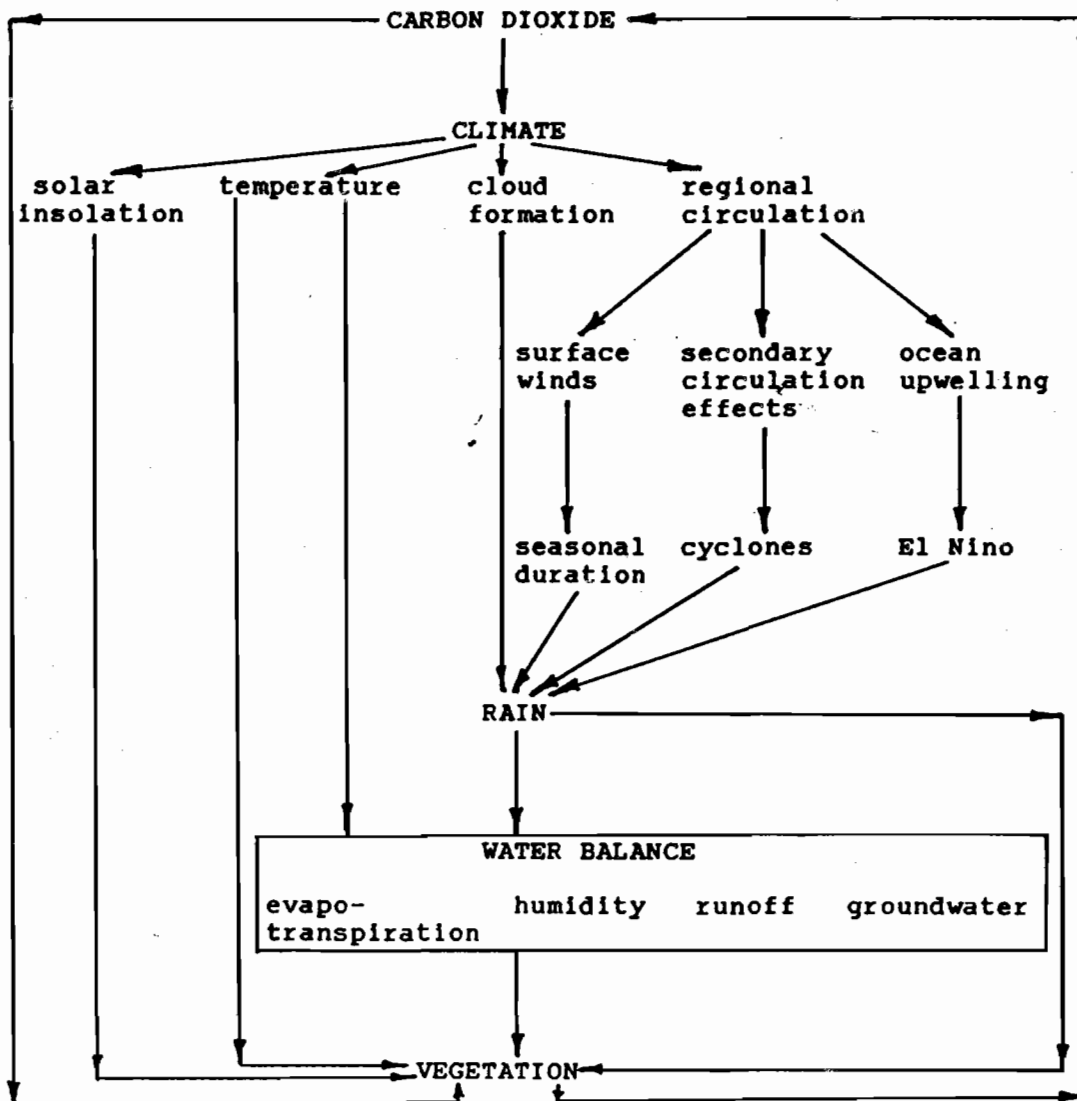 CARBON DIOXIDE
CLIMATE
solar
insolation
temperature
cloud
formation
regional
circulation
surface
winds
secondary
circulation
effects
ocean
upwelling
seasonal
duration
cyclones
El Nino
RAIN
WATER BALANCE
evapo-
transpiration
humidity
runoff
groundwater
VEGETATION